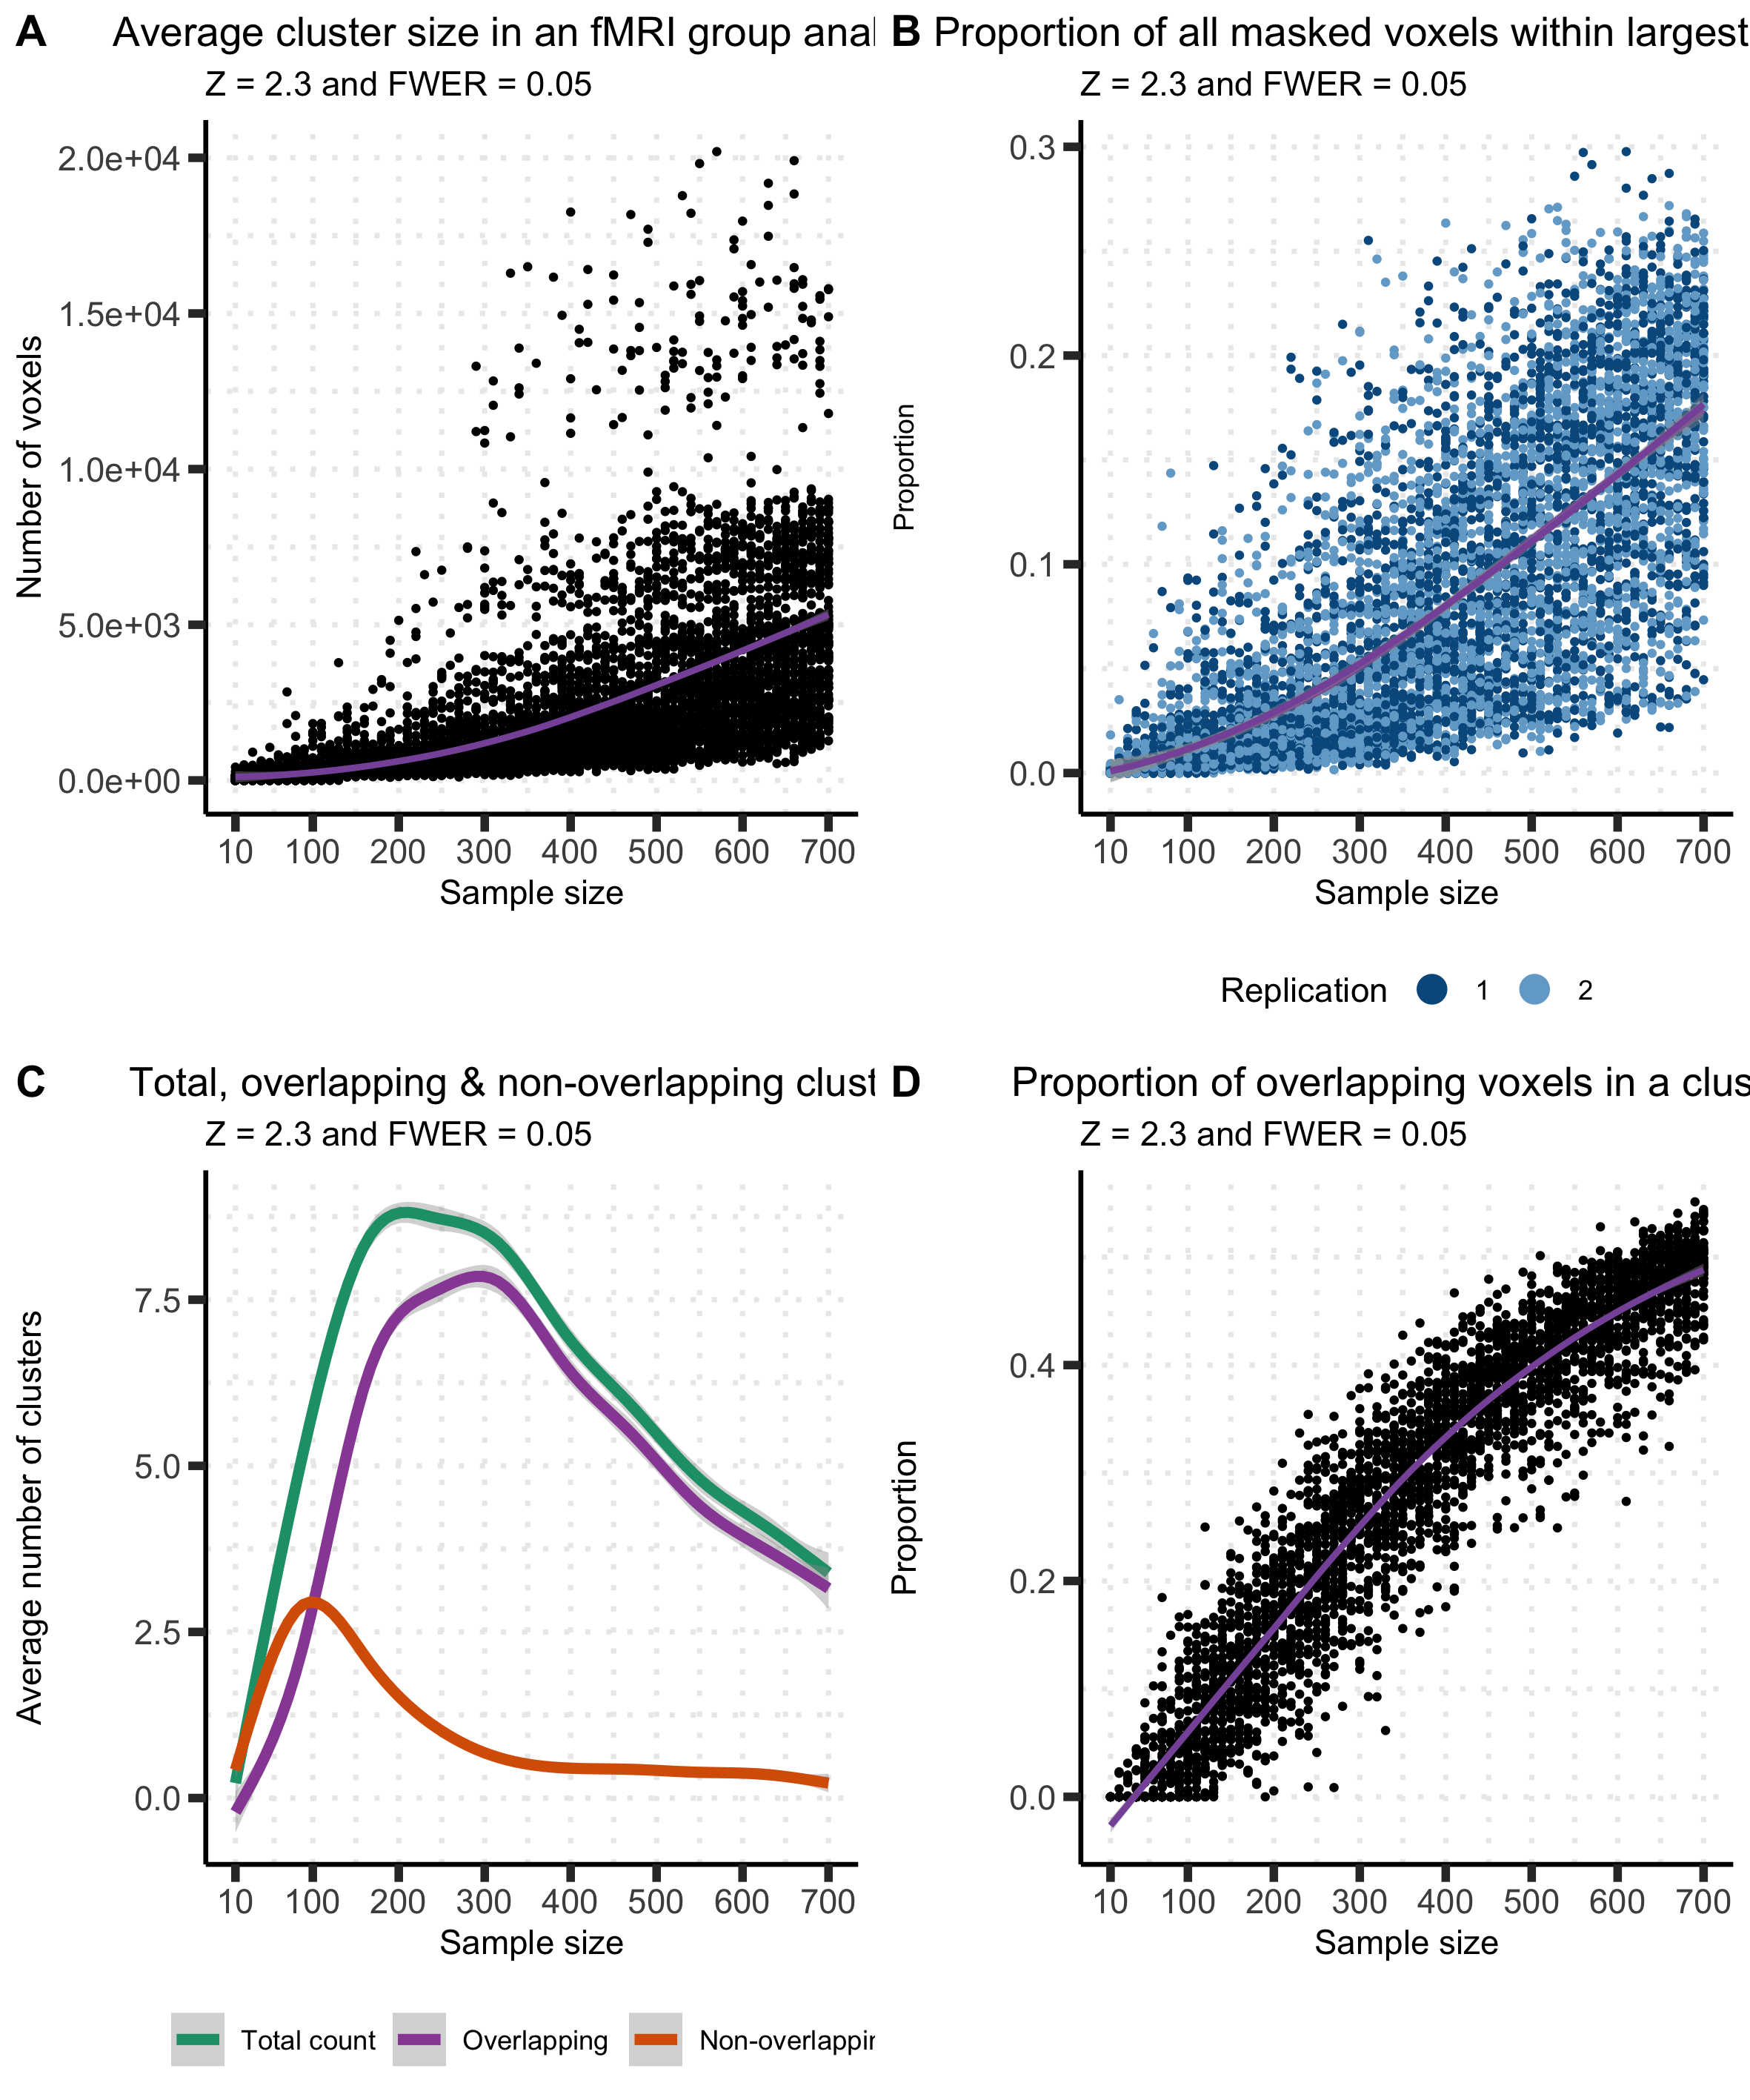 A Average cluster size in an fMRI group anal
Z = 2.3 and FWER = 0.05
Number of voxels
2.0e+04
1.5e+04
1.0e+04
5.0e+03
0.0e+00
10 100 200 300 400 500 600 700
Sample size
B Proportion of all masked voxels within largest
Z = 2.3 and FWER = 0.05
Proportion
0.3
0.2
0.1
0.0
10 100 200 300 400 500 600 700
Sample size
Replication 1 2
C Total, overlapping & non-overlapping clust
Z = 2.3 and FWER = 0.05
Average number of clusters
7.5
5.0
2.5
0.0
10 100 200 300 400 500 600 700
Sample size
Total count Overlapping Non-overlappin
D Proportion of overlapping voxels in a clus
Z = 2.3 and FWER = 0.05
Proportion
0.4
0.2
0.0
10 100 200 300 400 500 600 700
Sample size